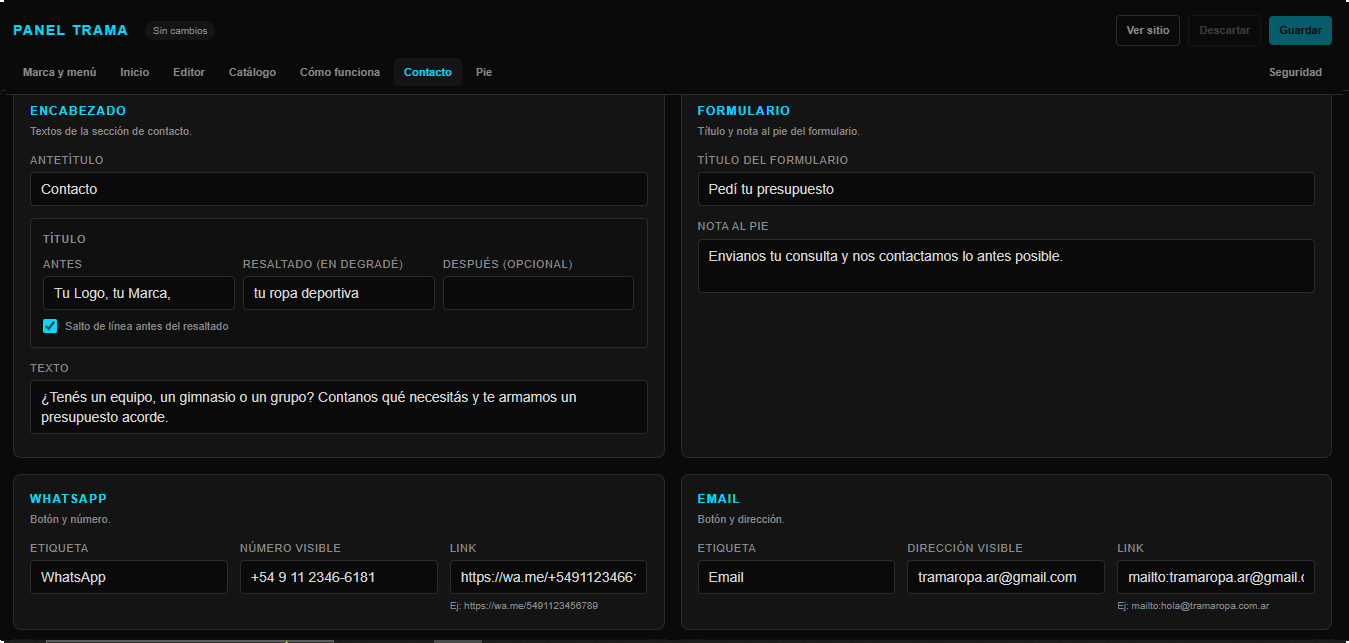 PANEL TRAMA
Sin cambios
Ver sitio
Descartar
Guardar
Marca y menú
Inicio
Editor
Catálogo
Cómo funciona
Contacto
Pie
Seguridad
ENCABEZADO
Textos de la sección de contacto.
ANTETÍTULO
Contacto
TÍTULO
ANTES
RESALTADO (EN DEGRADÉ)
DESPUÉS (OPCIONAL)
Tu Logo, tu Marca,
tu ropa deportiva
Salto de línea antes del resaltado
TEXTO
¿Tenés un equipo, un gimnasio o un grupo? Contanos qué necesitás y te armamos un
presupuesto acorde.
FORMULARIO
Título y nota al pie del formulario.
TÍTULO DEL FORMULARIO
Pedí tu presupuesto
NOTA AL PIE
Envianos tu consulta y nos contactamos lo antes posible.
WHATSAPP
Botón y número.
ETIQUETA
NÚMERO VISIBLE
LINK
WhatsApp
+54 9 11 2346-6181
https://wa.me/+5491123466
Ej: https://wa.me/5491123456789
EMAIL
Botón y dirección.
ETIQUETA
DIRECCIÓN VISIBLE
LINK
Email
tramaropa.ar@gmail.com
mailto:tramaropa.ar@gmail.c
Ej: mailto:hola@tramaropa.com.ar